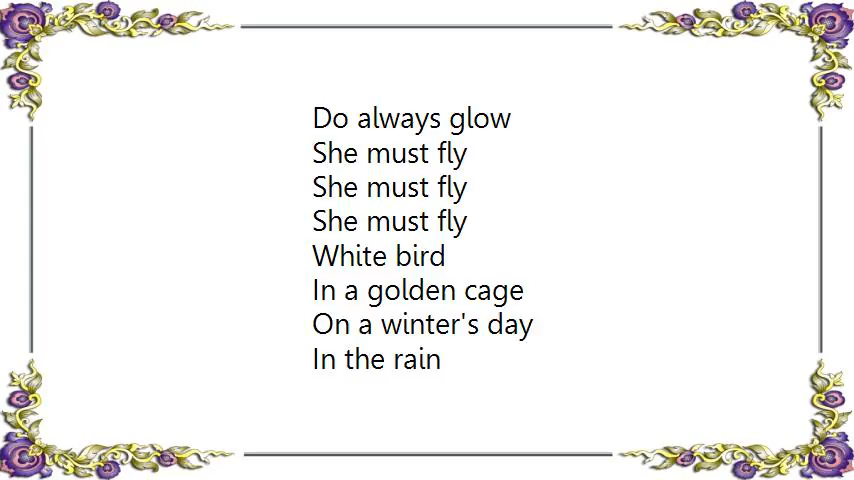 Do always glow
She must fly
She must fly
She must fly
White bird
In a golden cage
On a winter's day
In the rain